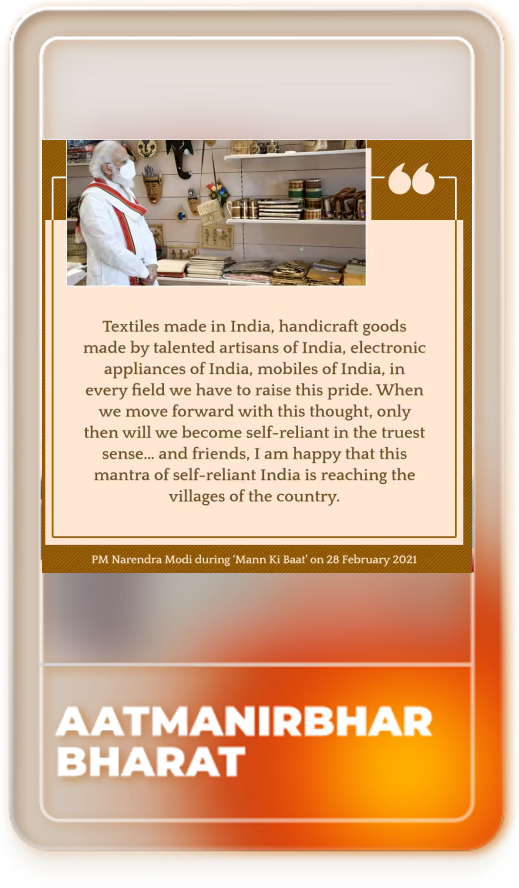 ❝
Textiles made in India, handicraft goods
made by talented artisans of India, electronic
appliances of India, mobiles of India, in
every field we have to raise this pride. When
we move forward with this thought, only
then will we become self-reliant in the truest
sense... and friends, I am happy that this
mantra of self-reliant India is reaching the
villages of the country.
PM Narendra Modi during ‘Mann Ki Baat’ on 28 February 2021
AATMANIRBHAR
BHARAT